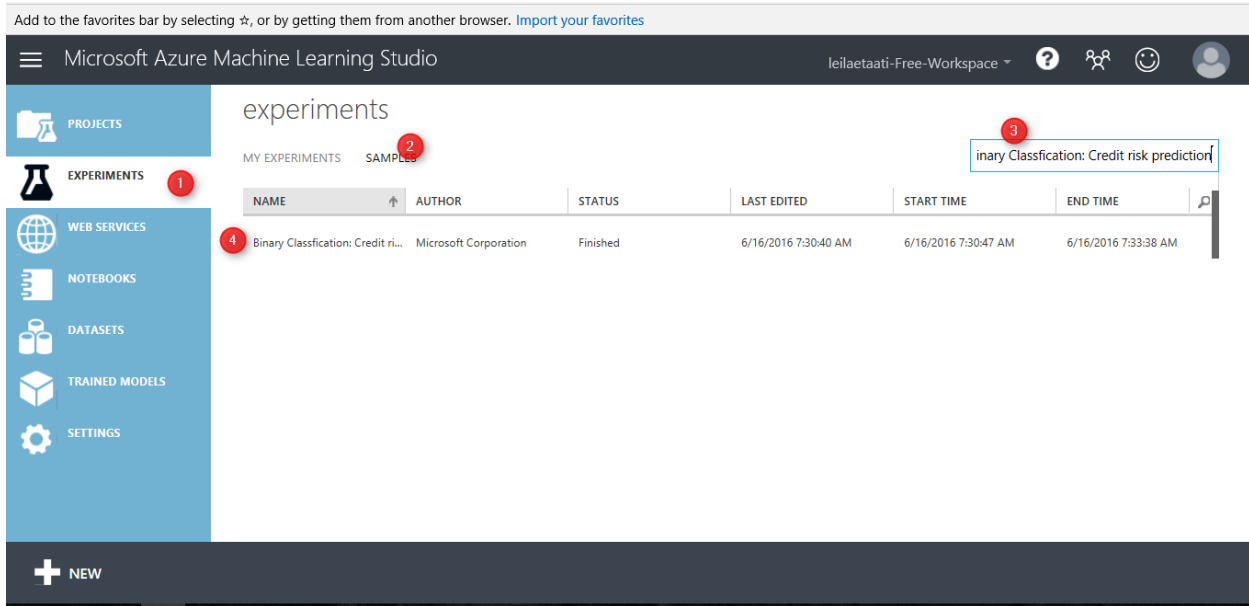 Add to the favorites bar by selecting ☆, or by getting them from another browser. Import your favorites
Microsoft Azure Machine Learning Studio
leilaetaati-Free-Workspace
?
PROJECTS
EXPERIMENTS
1
WEB SERVICES
NOTEBOOKS
DATASETS
TRAINED MODELS
SETTINGS
experiments
MY EXPERIMENTS SAMPLES
2
3
inary Classfication: Credit risk prediction
NAME AUTHOR STATUS LAST EDITED START TIME END TIME
4 Binary Classfication: Credit ri... Microsoft Corporation Finished 6/16/2016 7:30:40 AM 6/16/2016 7:30:47 AM 6/16/2016 7:33:38 AM
NEW